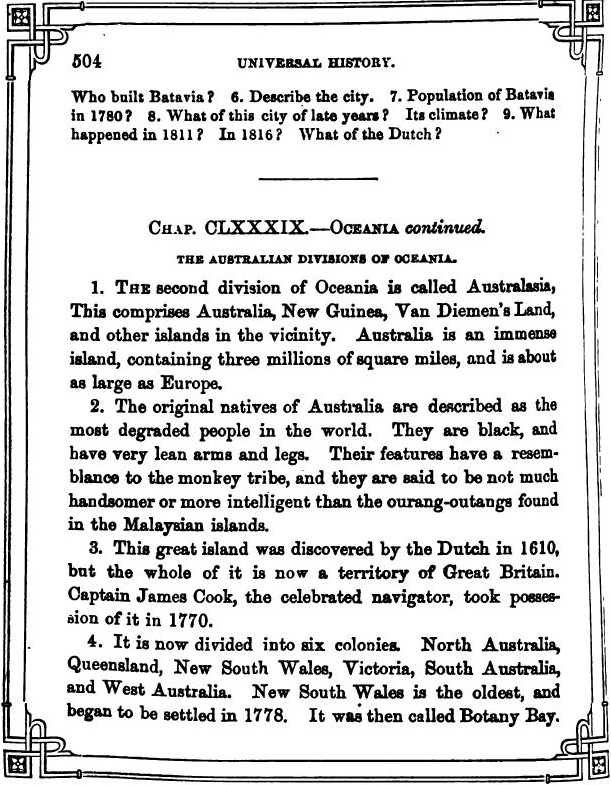 504
UNIVERSAL HISTORY.
Who built Batavia? 6. Describe the city. 7. Population of Batavia
in 1780? 8. What of this city of late years? Its climate? 9. What
happened in 1811? In 1816? What of the Dutch?
CHAP. CLXXXIX.—OCEANIA continued.
THE AUSTRALIAN DIVISIONS OF OCEANIA.
1. THE second division of Oceania is called Australasia,
This comprises Australia, New Guinea, Van Diemen's Land,
and other islands in the vicinity. Australia is an immense
island, containing three millions of square miles, and is about
as large as Europe.
2. The original natives of Australia are described as the
most degraded people in the world. They are black, and
have very lean arms and legs. Their features have a resem-
blance to the monkey tribe, and they are said to be not much
handsomer or more intelligent than the ourang-outangs found
in the Malaysian islands.
3. This great island was discovered by the Dutch in 1610,
but the whole of it is now a territory of Great Britain.
Captain James Cook, the celebrated navigator, took posses-
sion of it in 1770.
4. It is now divided into six colonies. North Australia,
Queensland, New South Wales, Victoria, South Australia,
and West Australia. New South Wales is the oldest, and
began to be settled in 1778. It was then called Botany Bay.